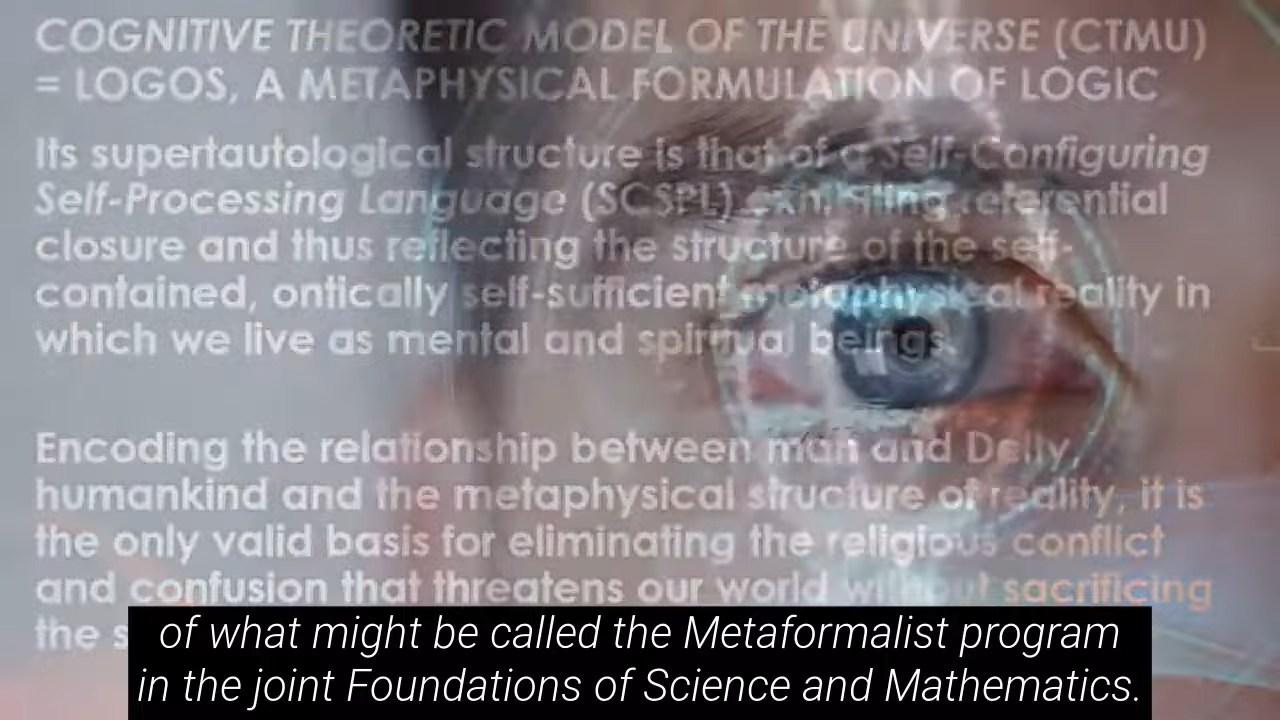 COGNITIVE THEORETIC MODEL OF THE UNIVERSE (CTMU)
= LOGOS, A METAPHYSICAL FORMULATION OF LOGIC
Its supertautological structure is that of a Self-Configuring
Self-Processing Language (SCSPL) exhibiting referential
closure and thus reflecting the structure of the self-
contained, ontically self-sufficient metaphysical reality in
which we live as mental and spiritual beings.
Encoding the relationship between man and Deity,
humankind and the metaphysical structure of reality, it is
the only valid basis for eliminating the religious conflict
and confusion that threatens our world without sacrificing
the
of what might be called the Metaformalist program
in the joint Foundations of Science and Mathematics.